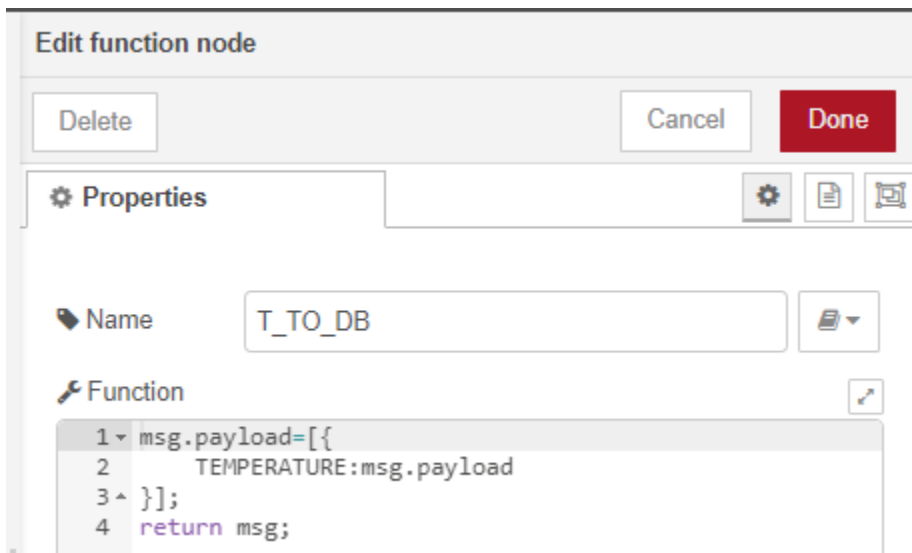 Edit function node
Delete
Cancel
Done
Properties
Name
T_TO_DB
Function
1 msg.payload=[{
2     TEMPERATURE:msg.payload
3 }];
4 return msg;